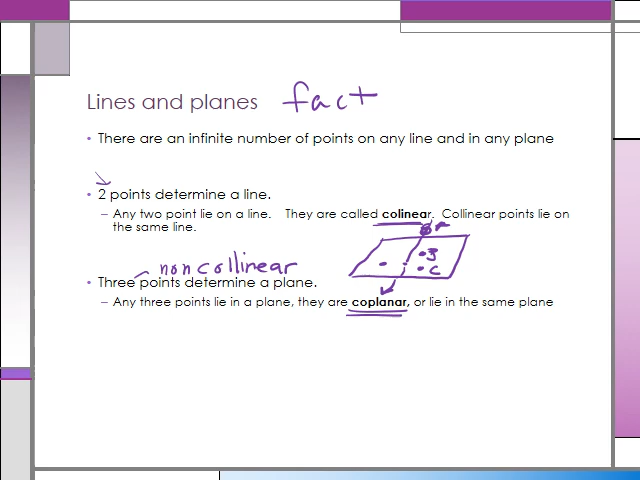 Lines and planes fact
• There are an infinite number of points on any line and in any plane
• 2 points determine a line.
– Any two point lie on a line. They are called colinear. Collinear points lie on
the same line.
noncollinear
• Three points determine a plane.
– Any three points lie in a plane, they are coplanar, or lie in the same plane
C